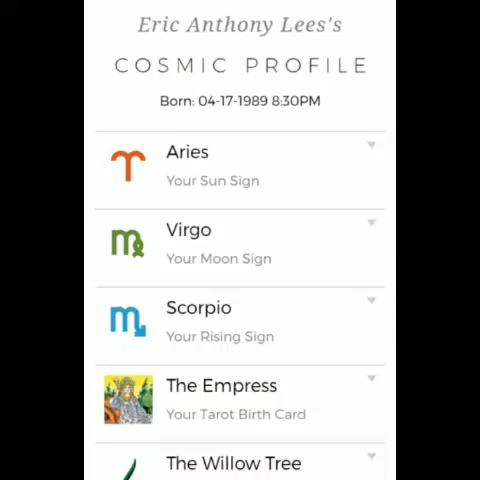 Eric Anthony Lees's
COSMIC PROFILE
Born: 04-17-1989 8:30PM
Aries
Your Sun Sign
Virgo
Your Moon Sign
Scorpio
Your Rising Sign
The Empress
Your Tarot Birth Card
The Willow Tree